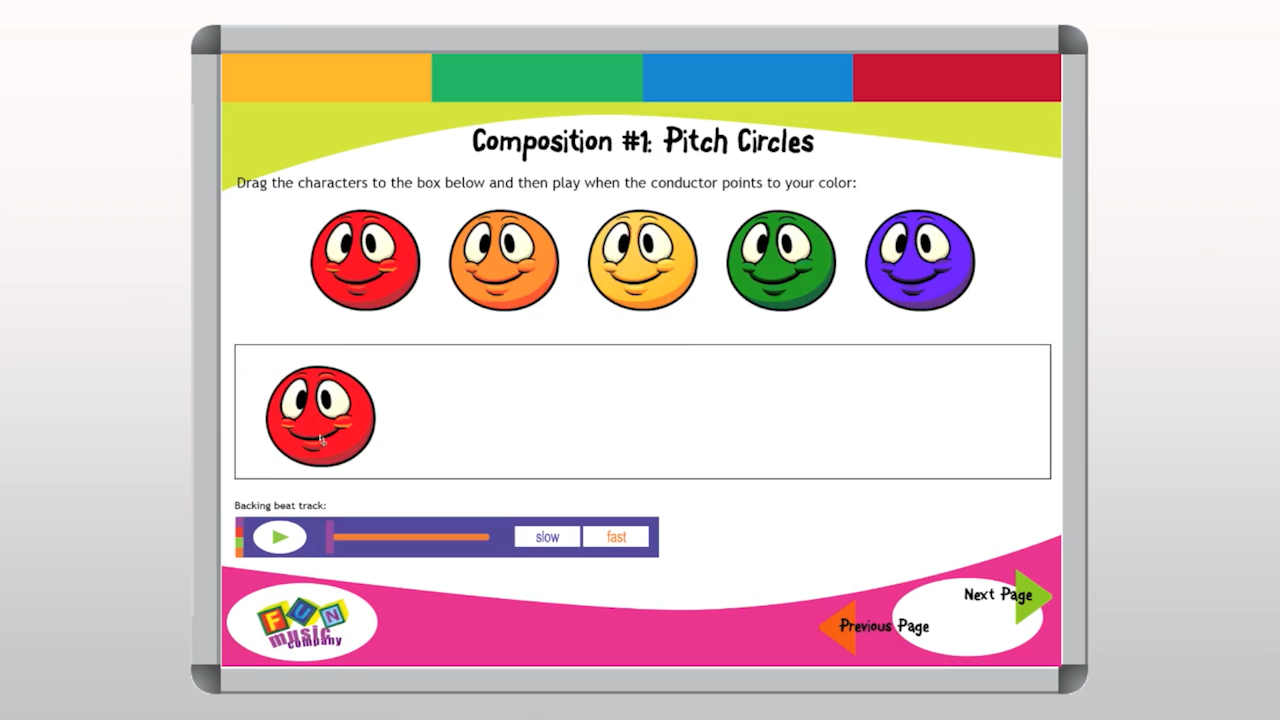 Composition #1: Pitch Circles
Drag the characters to the box below and then play when the conductor points to your color:
Backing beat track:
slow
fast
FUN
music
company
Next Page
Previous Page